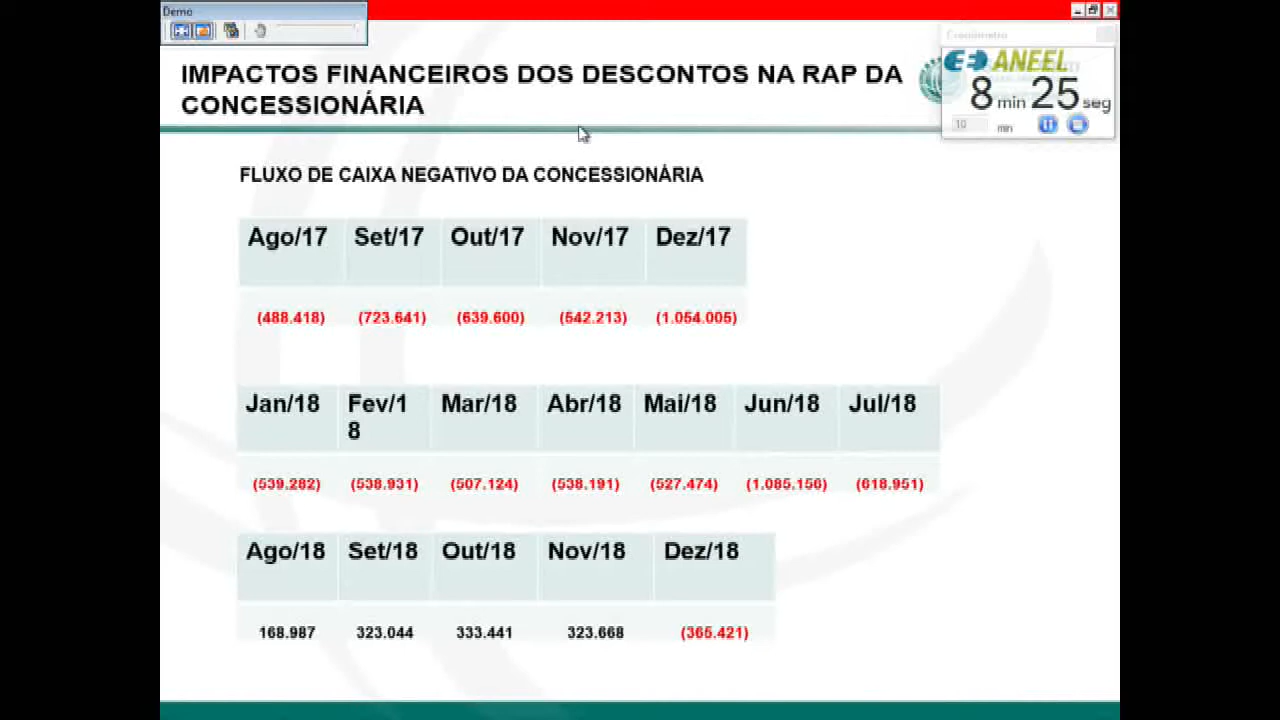 Demo
Cronômetro
ANEEL
8 min 25 seg
10 min
IMPACTOS FINANCEIROS DOS DESCONTOS NA RAP DA
CONCESSIONÁRIA
FLUXO DE CAIXA NEGATIVO DA CONCESSIONÁRIA
Ago/17 Set/17 Out/17 Nov/17 Dez/17
(488.418) (723.641) (639.600) (542.213) (1.054.005)
Jan/18 Fev/1 Mar/18 Abr/18 Mai/18 Jun/18 Jul/18
8
(539.282) (538.931) (507.124) (538.191) (527.474) (1.085.156) (618.951)
Ago/18 Set/18 Out/18 Nov/18 Dez/18
168.987 323.044 333.441 323.668 (365.421)